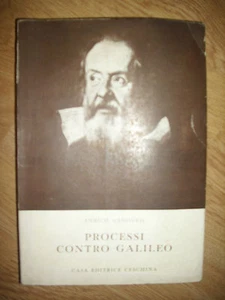 PROCESSI
CONTRO GALILEO
CASA EDITRICE CESCHINA